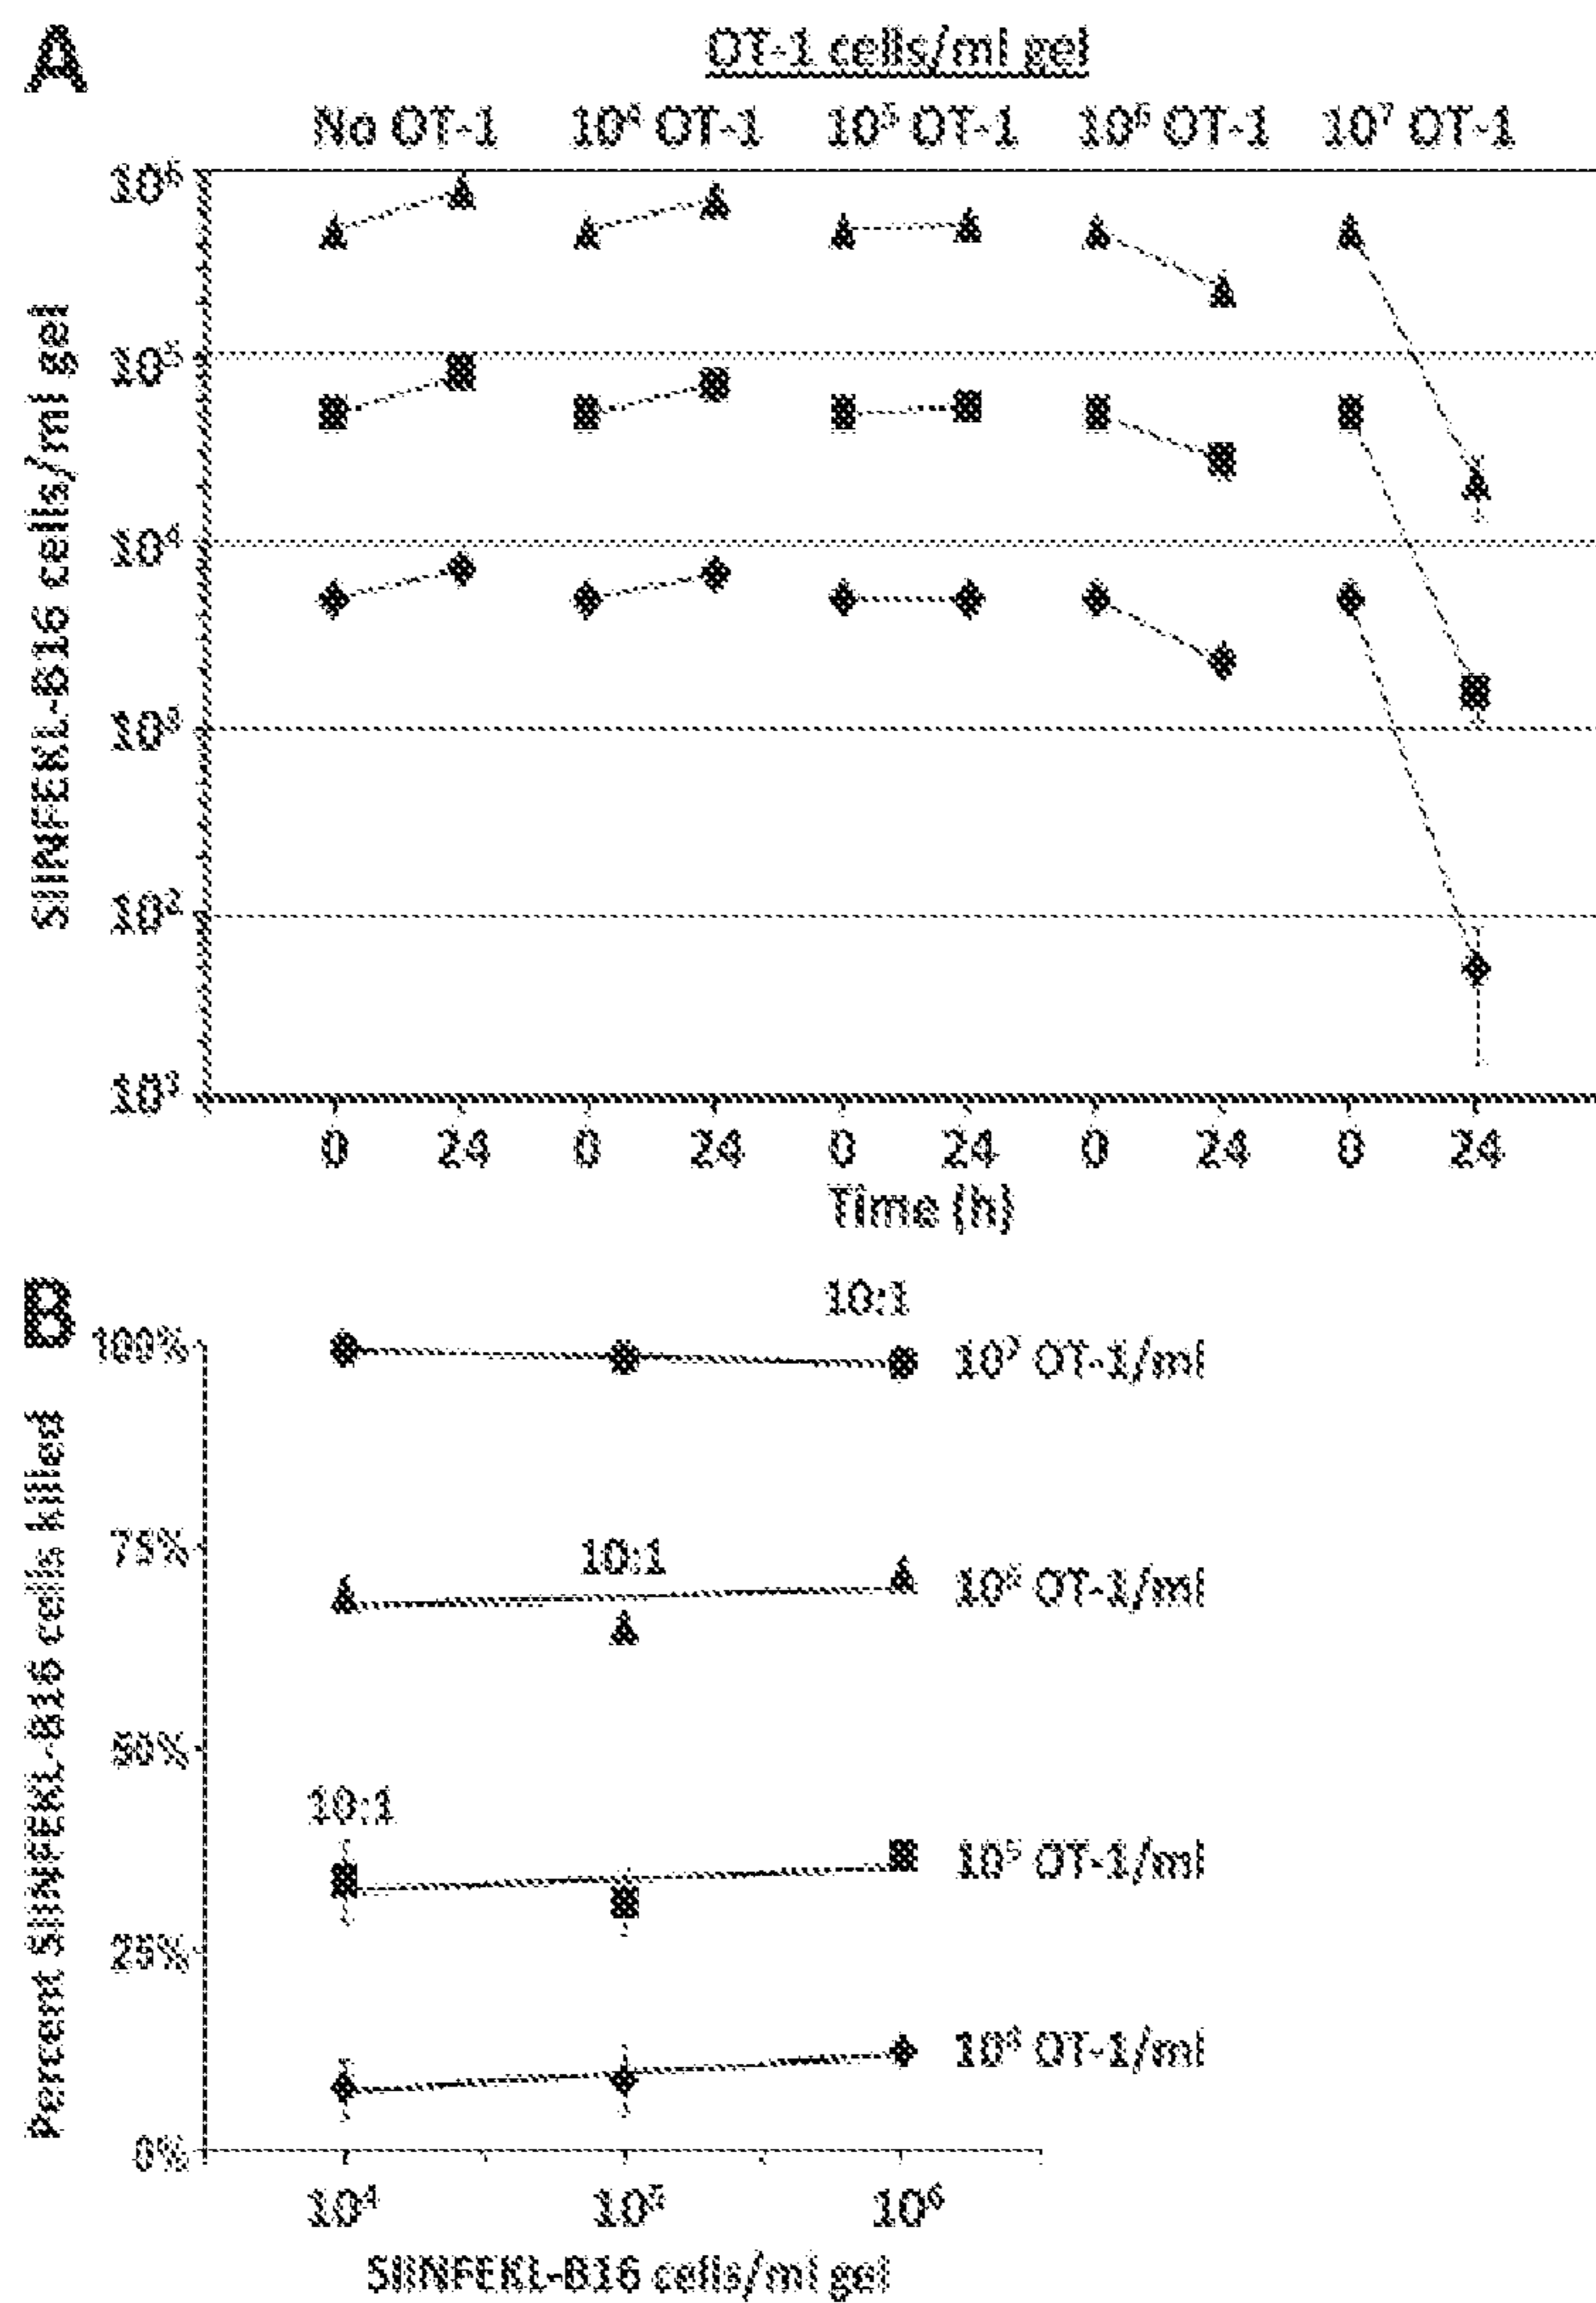 A
OT-1 cells/ml gel
No OT-1 10⁴ OT-1 10⁵ OT-1 10⁶ OT-1 10⁷ OT-1
SIINFEKL-B16 cells/ml gel
10⁶
10⁵
10⁴
10³
10²
10¹
0 24 0 24 0 24 0 24 0 24
Time (h)
B
Percent SIINFEKL-B16 cells killed
100%
75%
50%
25%
0%
10:1
10⁷ OT-1/ml
10:1
10⁶ OT-1/ml
10:1
10⁵ OT-1/ml
10⁴ OT-1/ml
10⁴ 10⁵ 10⁶
SIINFEKL-B16 cells/ml gel